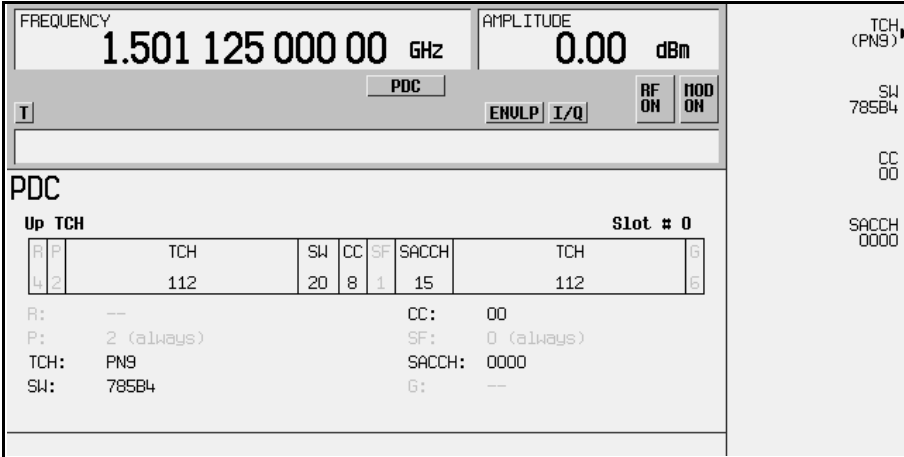 FREQUENCY
1.501 125 000 00 GHz
AMPLITUDE
0.00 dBm
PDC
RF ON
MOD ON
T
ENVLP I/Q
PDC
Up TCH
Slot # 0
R P TCH SW CC SF SACCH TCH G
4 2 112 20 8 1 15 112 6
R: --
CC: 00
P: 2 (always)
SF: 0 (always)
TCH: PN9
SACCH: 0000
SW: 785B4
G: --
TCH
(PN9)
SW
785B4
CC
00
SACCH
0000